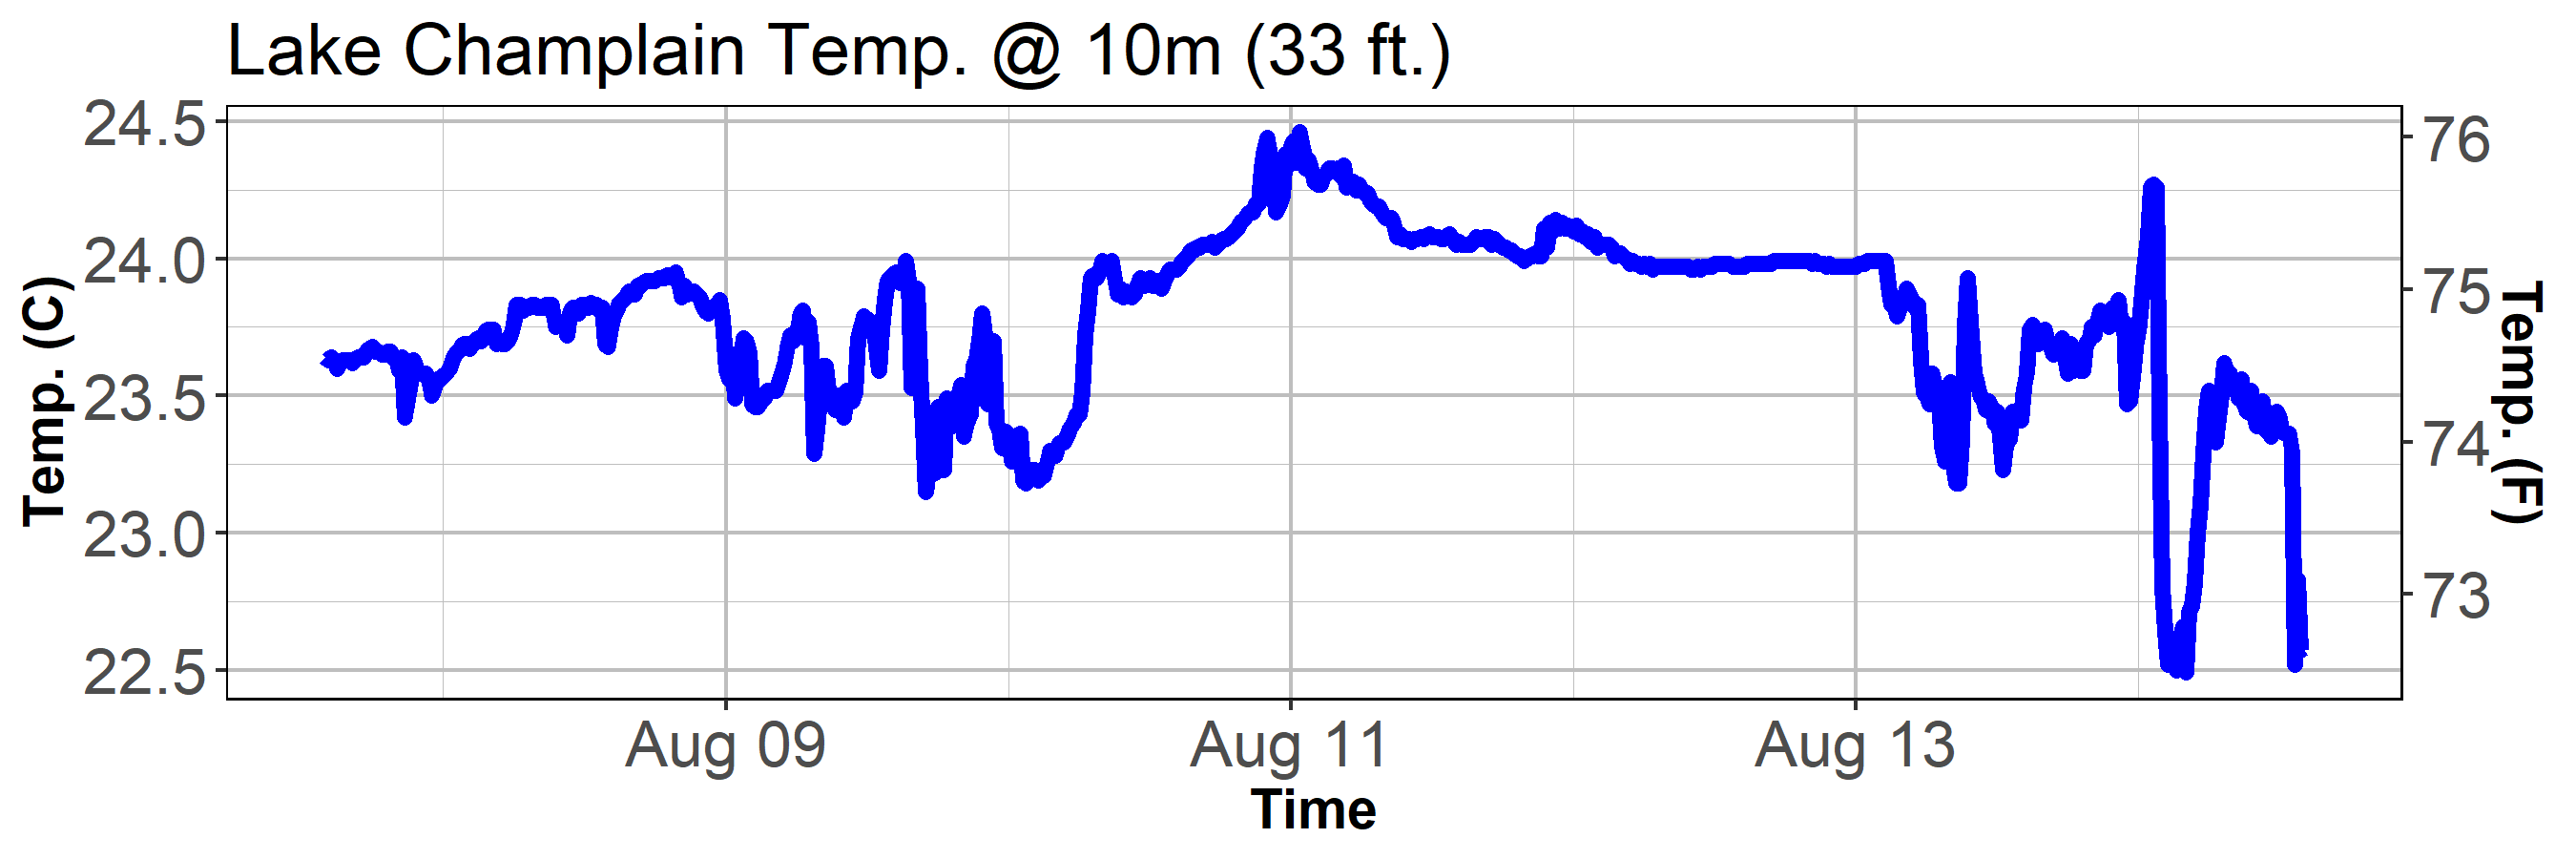 Lake Champlain Temp. @ 10m (33 ft.)
Temp. (C)
24.5
24.0
23.5
23.0
22.5
76
75
74
73
Temp. (F)
Aug 09 Aug 11 Aug 13
Time